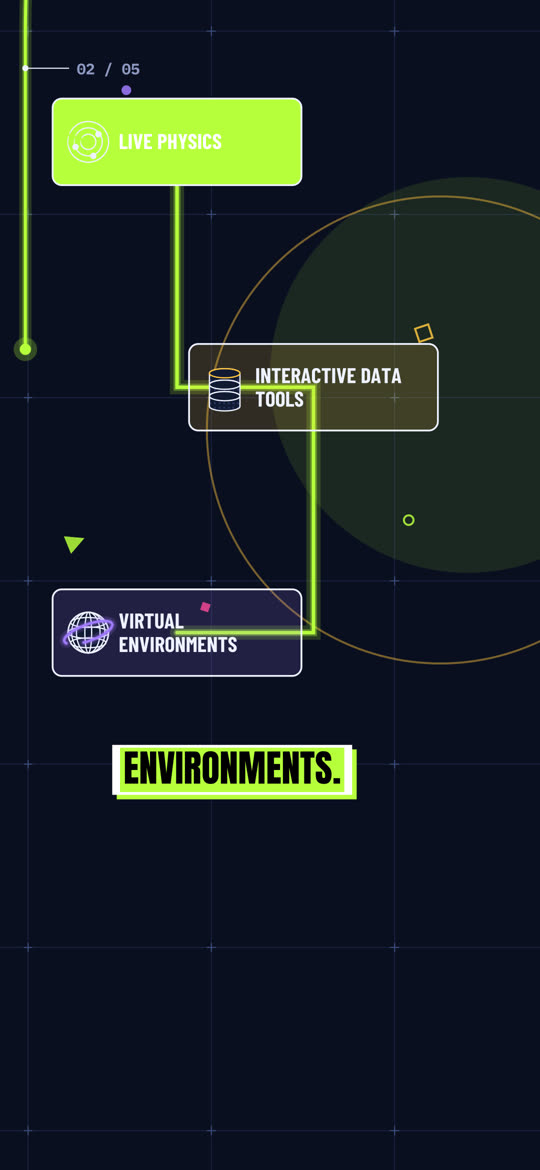 02 / 05
LIVE PHYSICS
INTERACTIVE DATA
TOOLS
VIRTUAL
ENVIRONMENTS
ENVIRONMENTS.